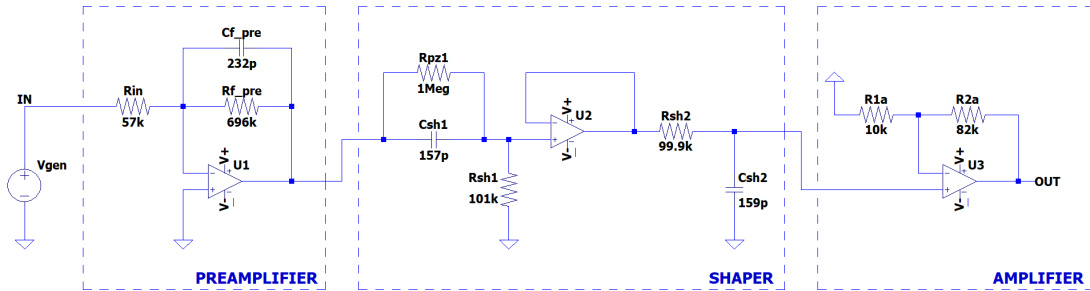 Cf_pre
232p
Rf_pre
696k
Rin
57k
IN
Vgen
V+
U1
V-
PREAMPLIFIER
Rpz1
1Meg
Csh1
157p
Rsh1
101k
V+
U2
V-
Rsh2
99.9k
Csh2
159p
SHAPER
R1a
10k
R2a
82k
V+
U3
V-
OUT
AMPLIFIER